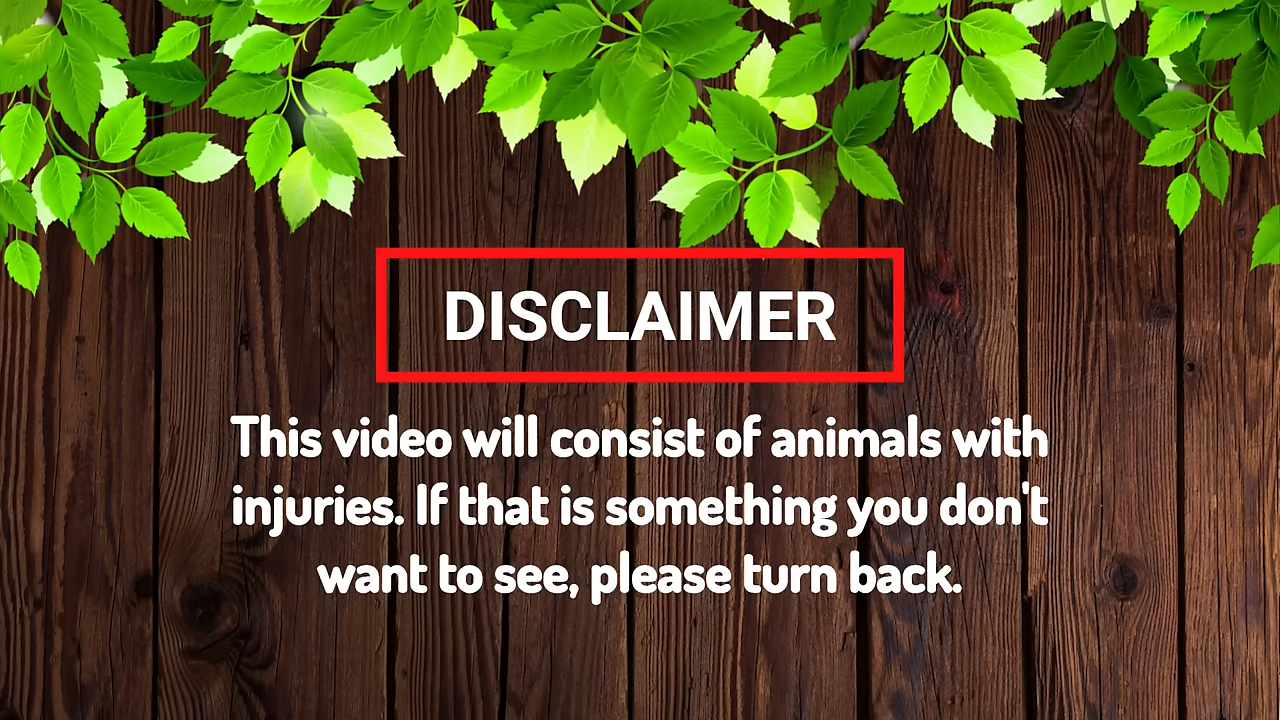 DISCLAIMER
This video will consist of animals with
injuries. If that is something you don't
want to see, please turn back.